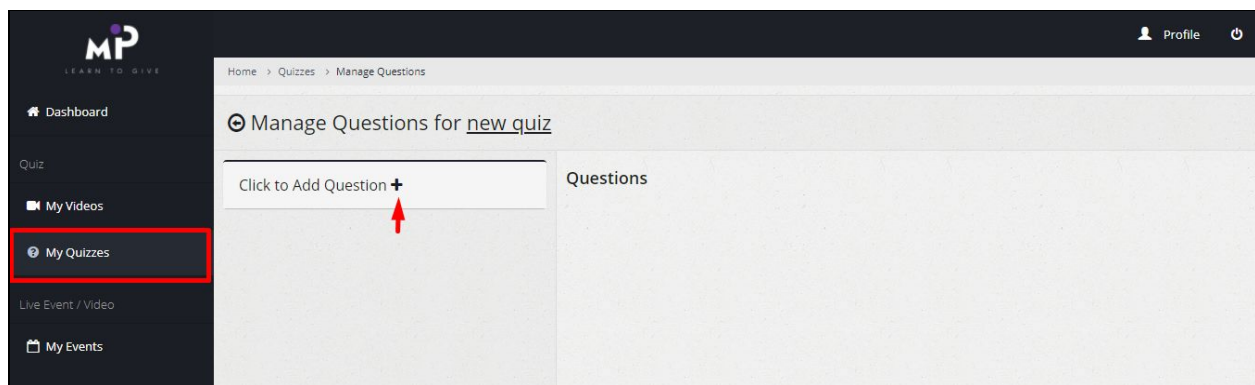 MIP
LEARN TO GIVE
Profile
Home > Quizzes > Manage Questions
Dashboard
Manage Questions for new quiz
Quiz
Click to Add Question +
Questions
My Videos
My Quizzes
Live Event / Video
My Events